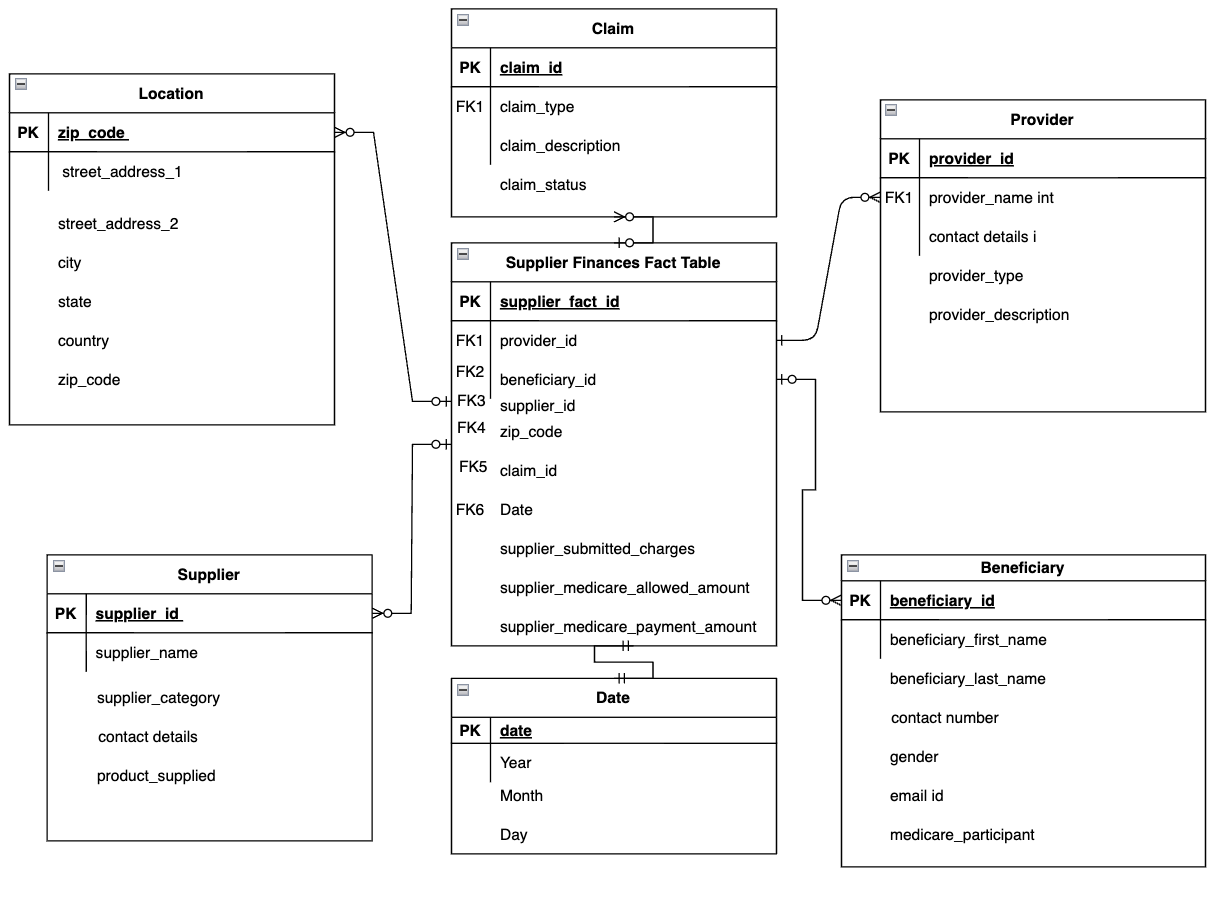 Claim
PK claim_id
FK1 claim_type
claim_description
claim_status
Location
PK zip_code
street_address_1
street_address_2
city
state
country
zip_code
Provider
PK provider_id
FK1 provider_name int
contact details i
provider_type
provider_description
Supplier Finances Fact Table
PK supplier_fact_id
FK1 provider_id
FK2 beneficiary_id
FK3 supplier_id
FK4 zip_code
FK5 claim_id
FK6 Date
supplier_submitted_charges
supplier_medicare_allowed_amount
supplier_medicare_payment_amount
Supplier
PK supplier_id
supplier_name
supplier_category
contact details
product_supplied
Date
PK date
Year
Month
Day
Beneficiary
PK beneficiary_id
beneficiary_first_name
beneficiary_last_name
contact number
gender
email id
medicare_participant